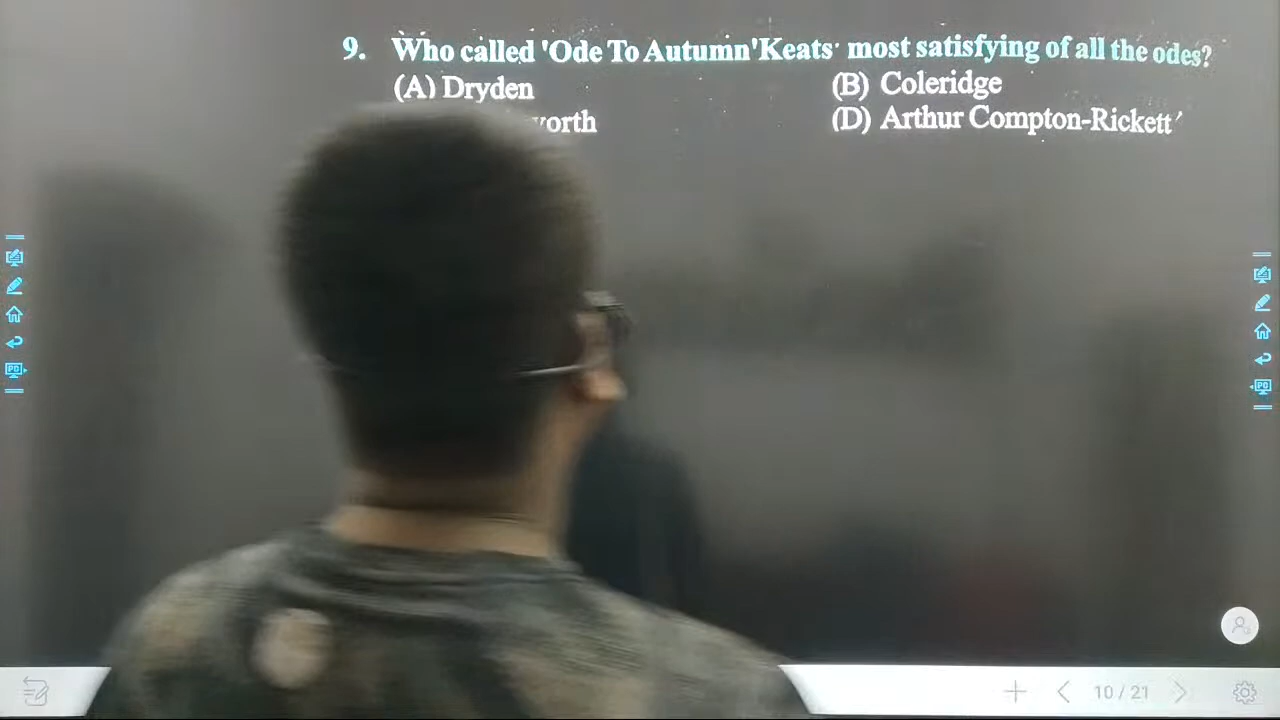 9. Who called 'Ode To Autumn'Keats' most satisfying of all the odes?
(A) Dryden (B) Coleridge
(D) Arthur Compton-Rickett
10 / 21